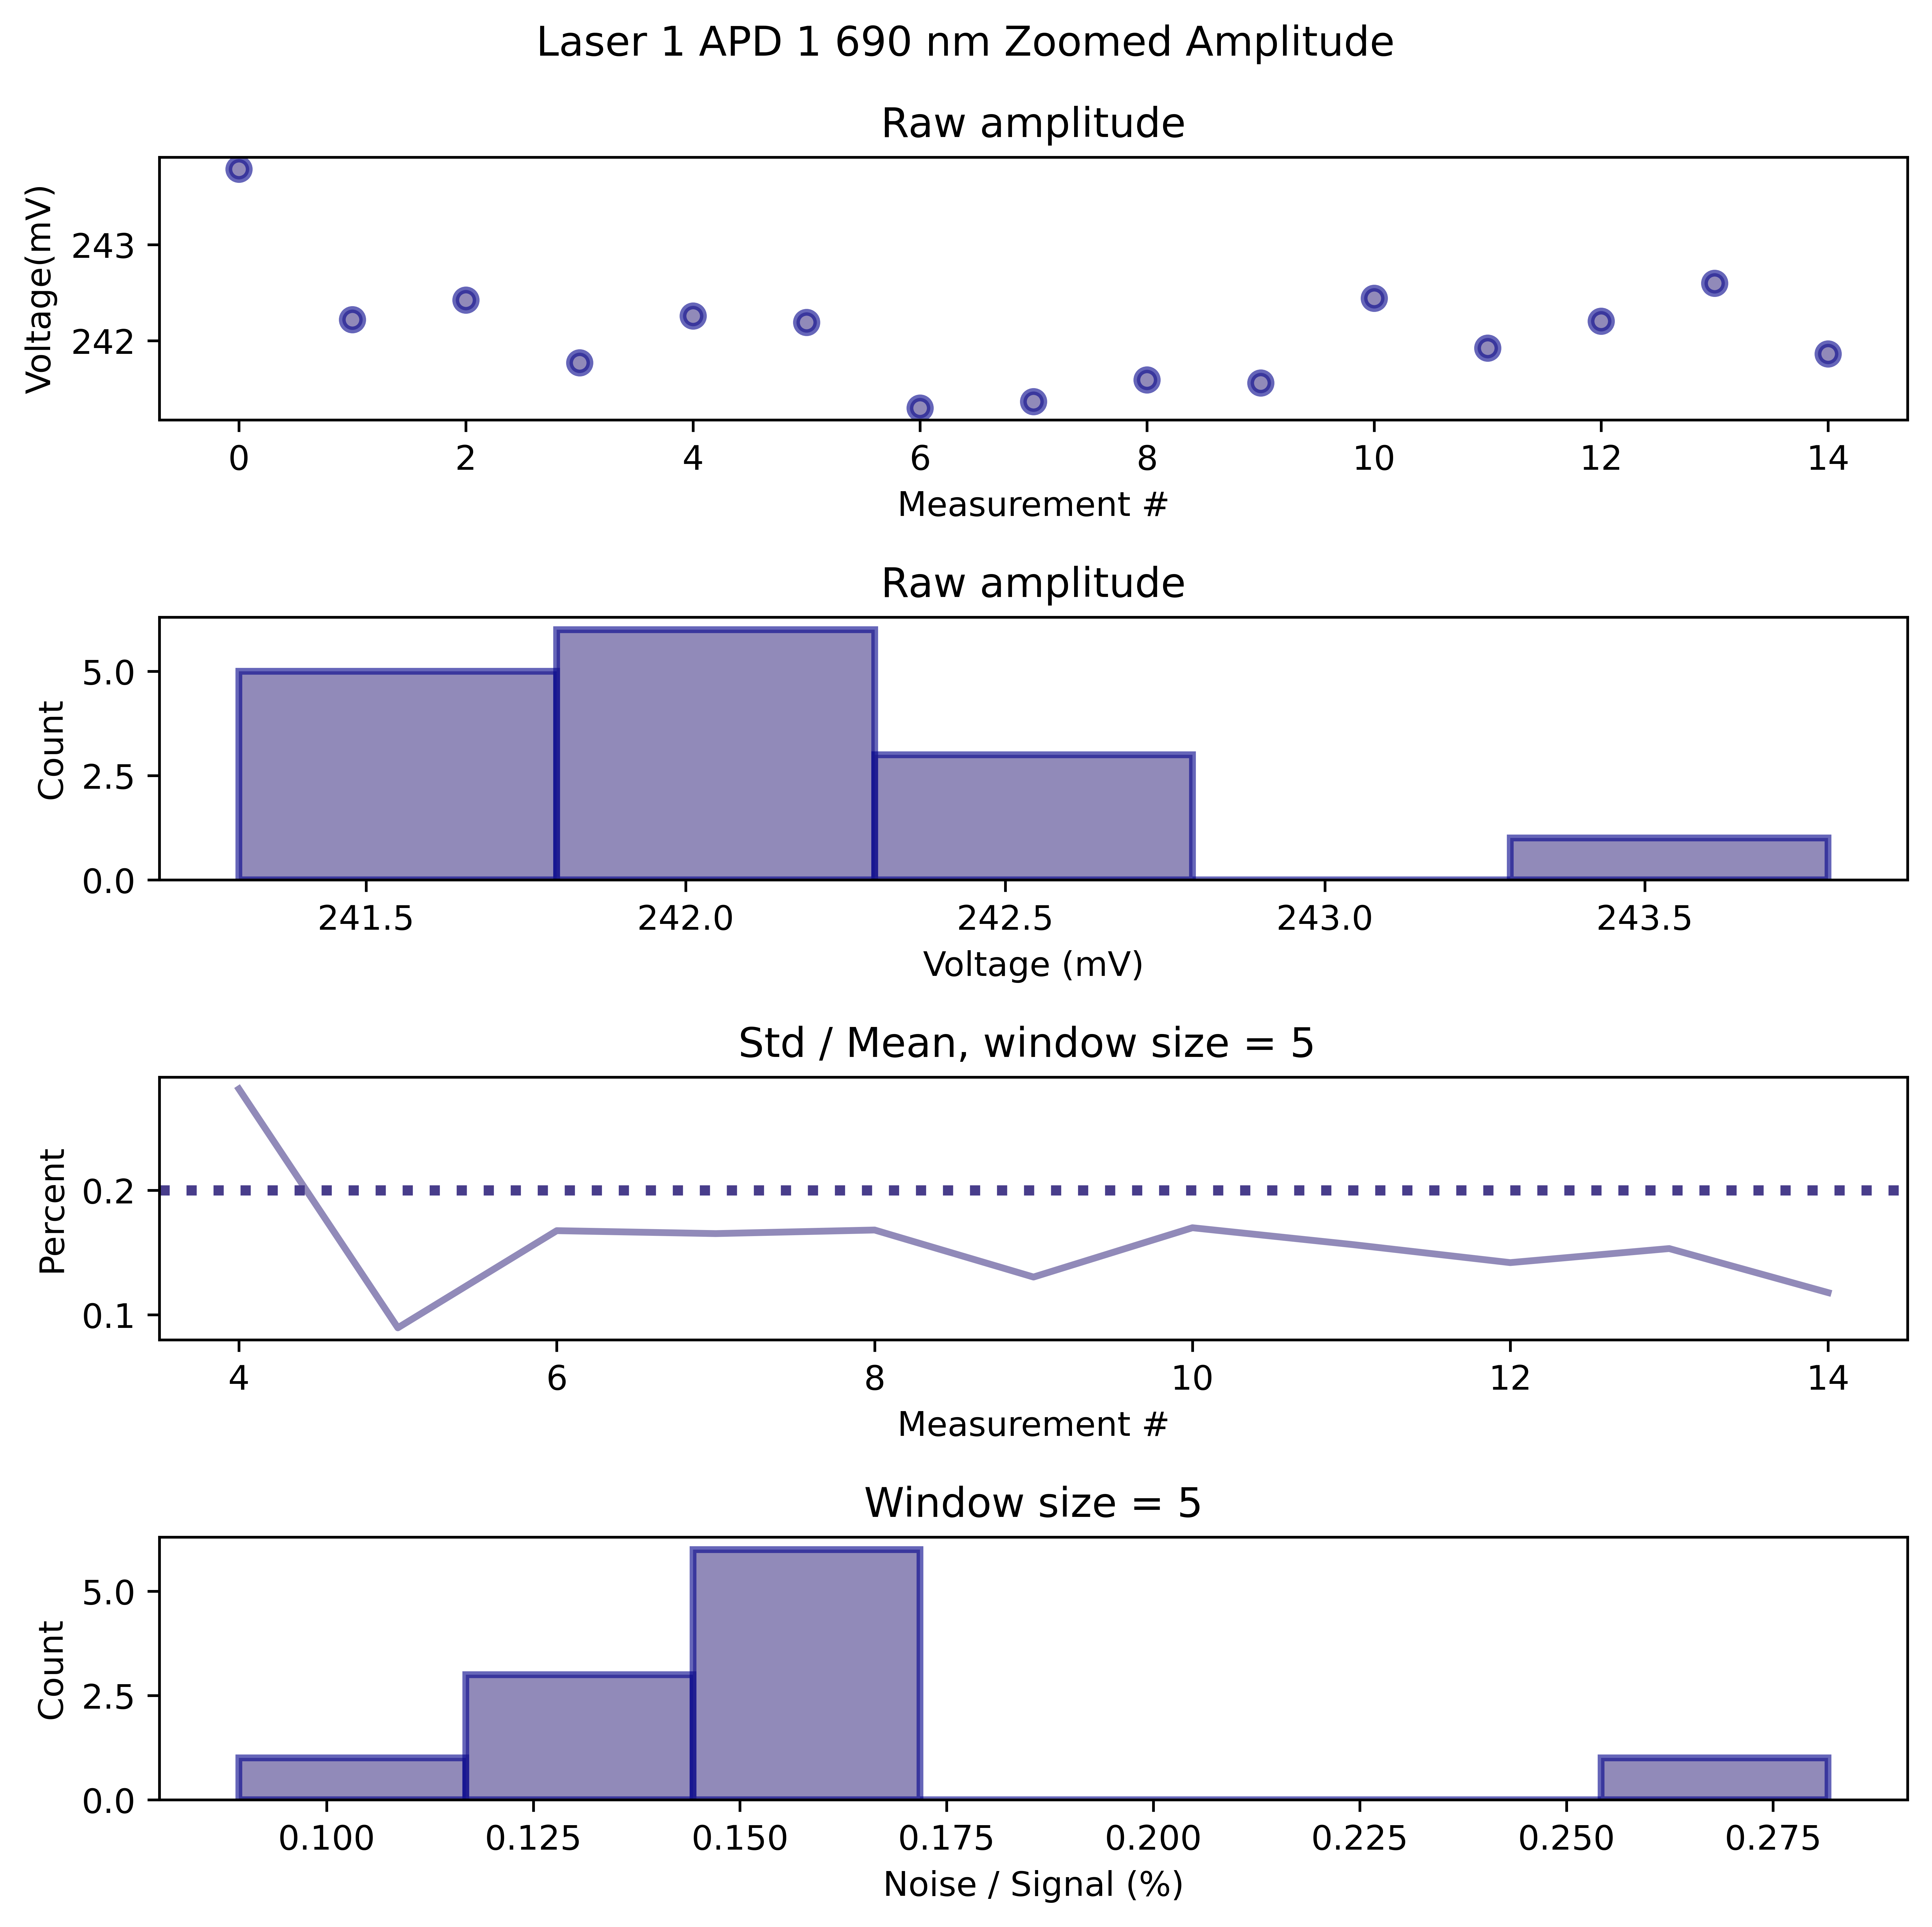 Laser 1 APD 1 690 nm Zoomed Amplitude
Raw amplitude
Voltage(mV)
243
242
0 2 4 6 8 10 12 14
Measurement #
Raw amplitude
Count
5.0
2.5
0.0
241.5 242.0 242.5 243.0 243.5
Voltage (mV)
Std / Mean, window size = 5
Percent
0.2
0.1
4 6 8 10 12 14
Measurement #
Window size = 5
Count
5.0
2.5
0.0
0.100 0.125 0.150 0.175 0.200 0.225 0.250 0.275
Noise / Signal (%)